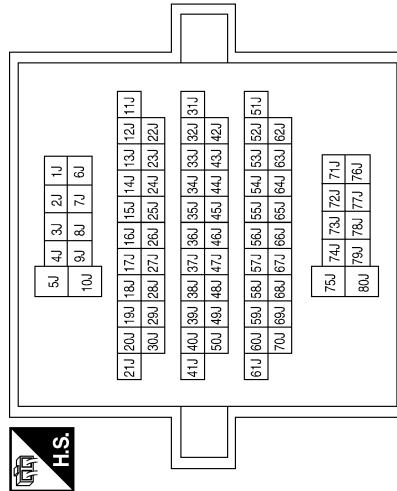 H.S.
5J 4J 3J 2J 1J
10J 9J 8J 7J 6J
21J 20J 19J 18J 17J 16J 15J 14J 13J 12J 11J
30J 29J 28J 27J 26J 25J 24J 23J 22J
41J 40J 39J 38J 37J 36J 35J 34J 33J 32J 31J
50J 49J 48J 47J 46J 45J 44J 43J 42J
61J 60J 59J 58J 57J 56J 55J 54J 53J 52J 51J
70J 69J 68J 67J 66J 65J 64J 63J 62J
75J 74J 73J 72J 71J
80J 79J 78J 77J 76J